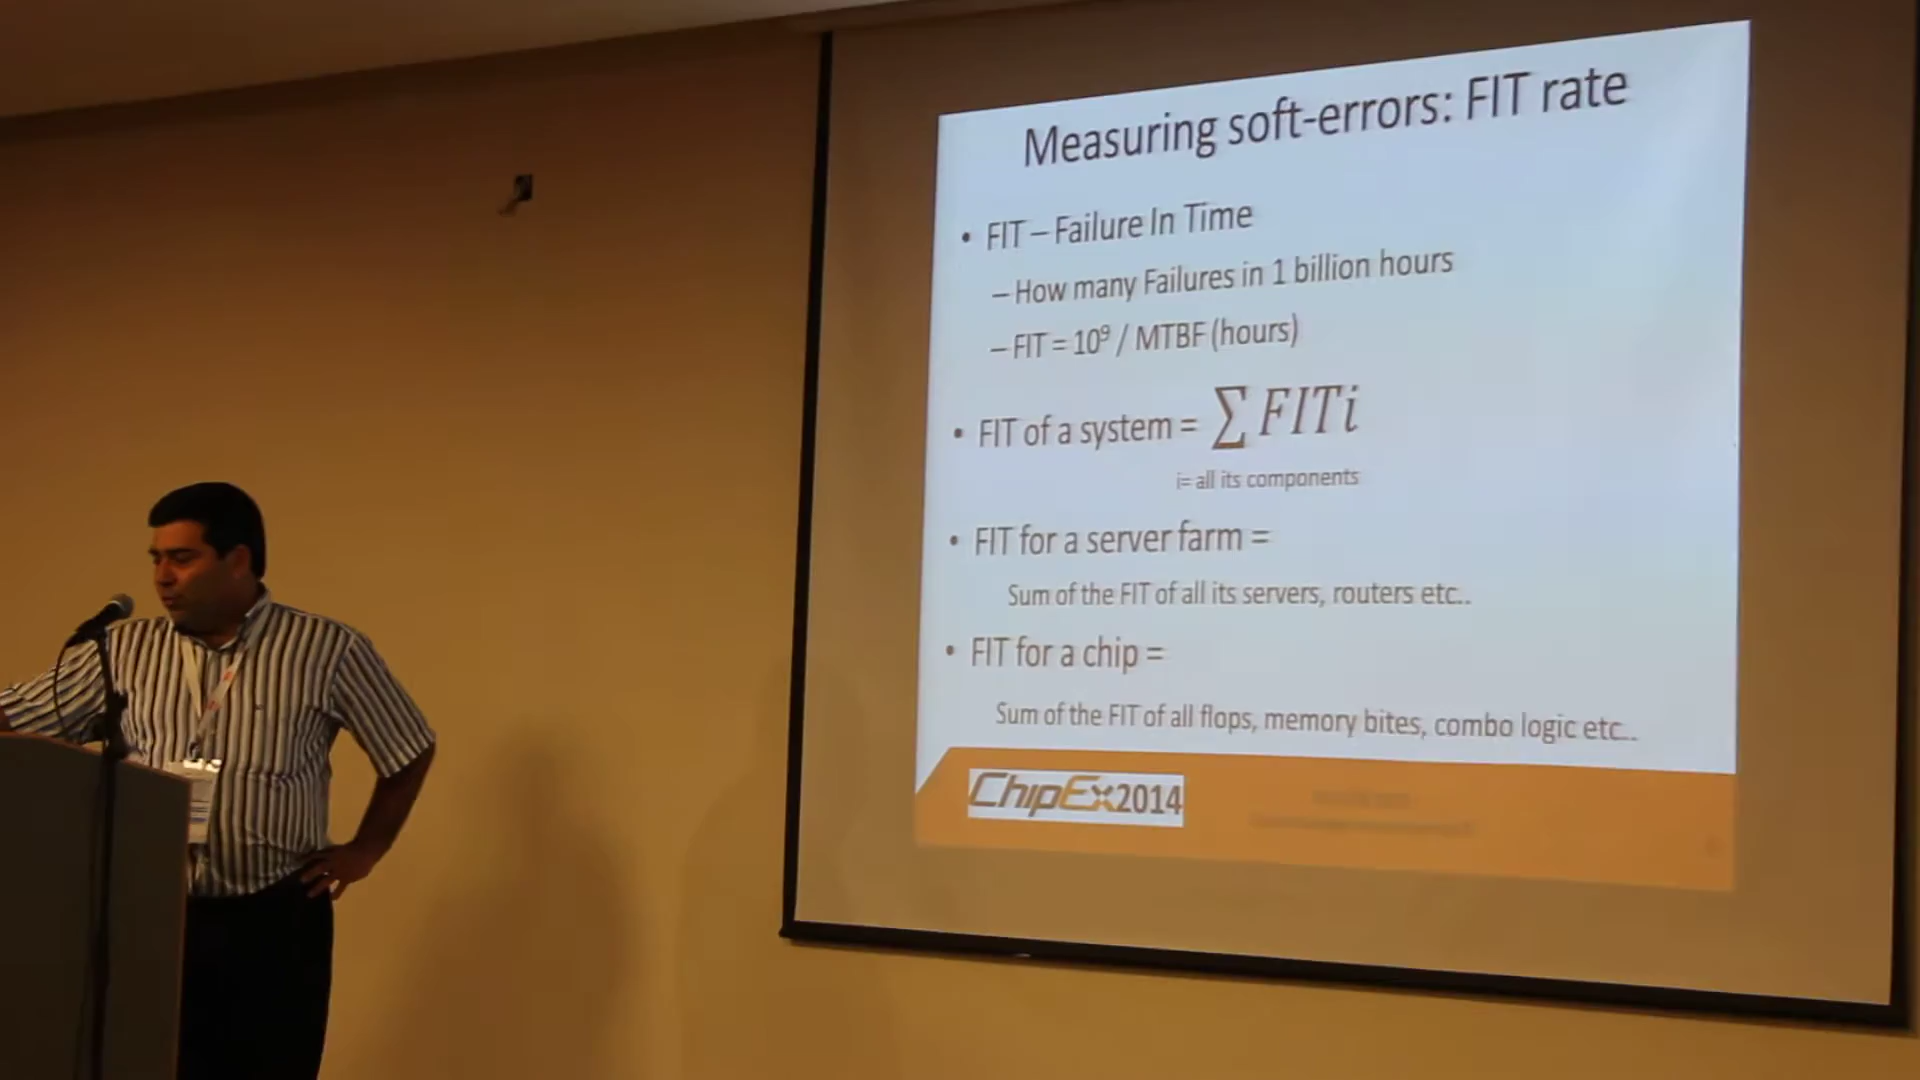 Measuring soft-errors: FIT rate
• FIT – Failure In Time
– How many Failures in 1 billion hours
– FIT = 10⁹ / MTBF (hours)
• FIT of a system = ∑ FITi
i= all its components
• FIT for a server farm =
Sum of the FIT of all its servers, routers etc..
• FIT for a chip =
Sum of the FIT of all flops, memory bites, combo logic etc..
ChipEx2014